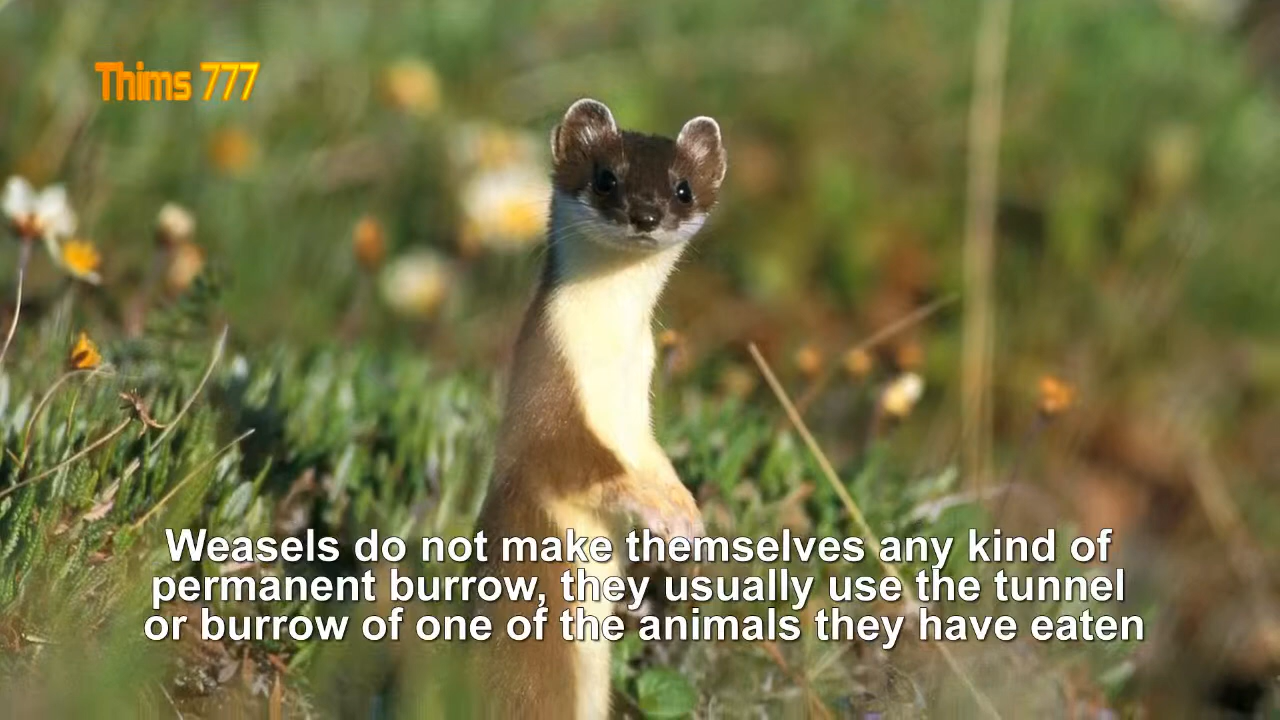 Thims 777
Weasels do not make themselves any kind of
permanent burrow, they usually use the tunnel
or burrow of one of the animals they have eaten